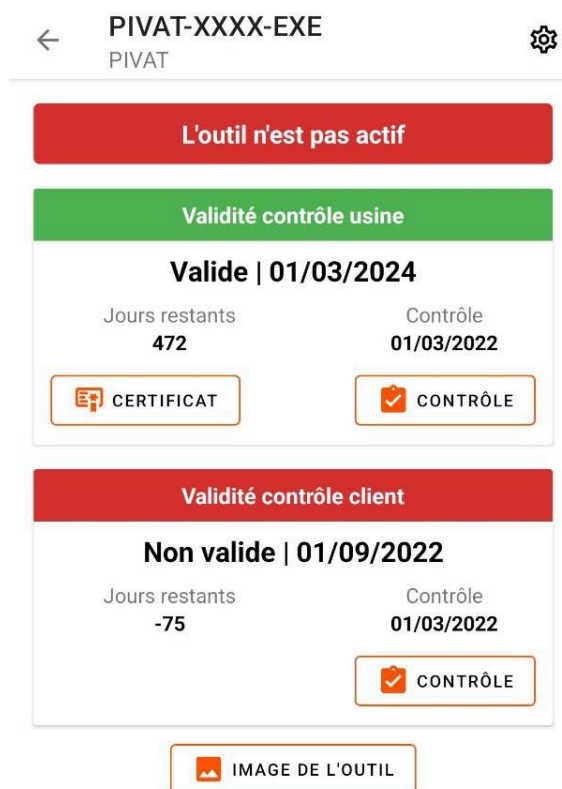 PIVAT-XXXX-EXE
PIVAT
L'outil n'est pas actif
Validité contrôle usine
Valide | 01/03/2024
Jours restants Contrôle
472 01/03/2022
CERTIFICAT CONTRÔLE
Validité contrôle client
Non valide | 01/09/2022
Jours restants Contrôle
-75 01/03/2022
CONTRÔLE
IMAGE DE L'OUTIL